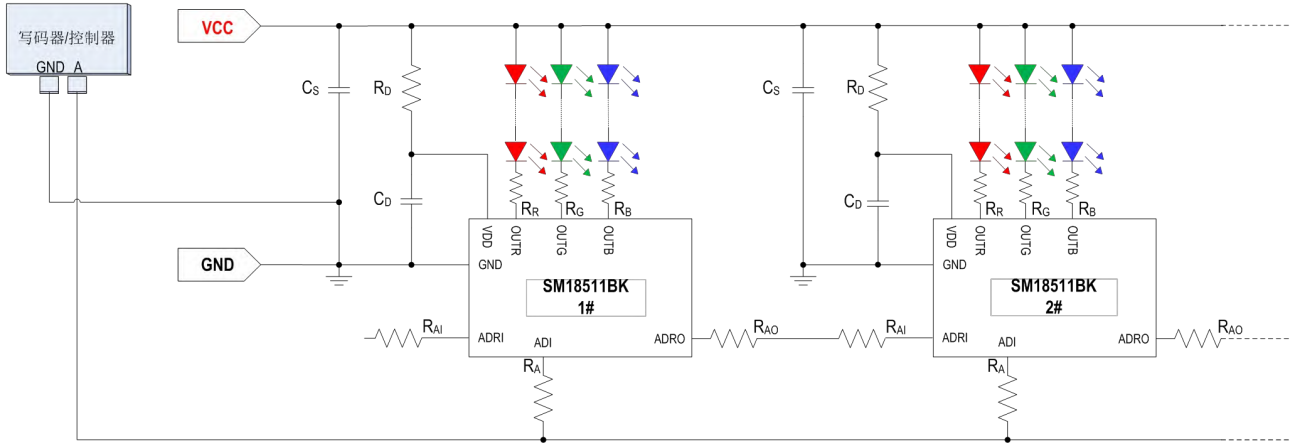 写码器/控制器
GND A
VCC
GND
CS
RD
CD
RR
RG
RB
VDD
OUTR
OUTG
OUTB
GND
SM18511BK
1#
RAI
ADRI
ADI
ADRO
RAO
RA
CS
RD
CD
RR
RG
RB
VDD
OUTR
OUTG
OUTB
GND
SM18511BK
2#
RAI
ADRI
ADI
ADRO
RAO
RA